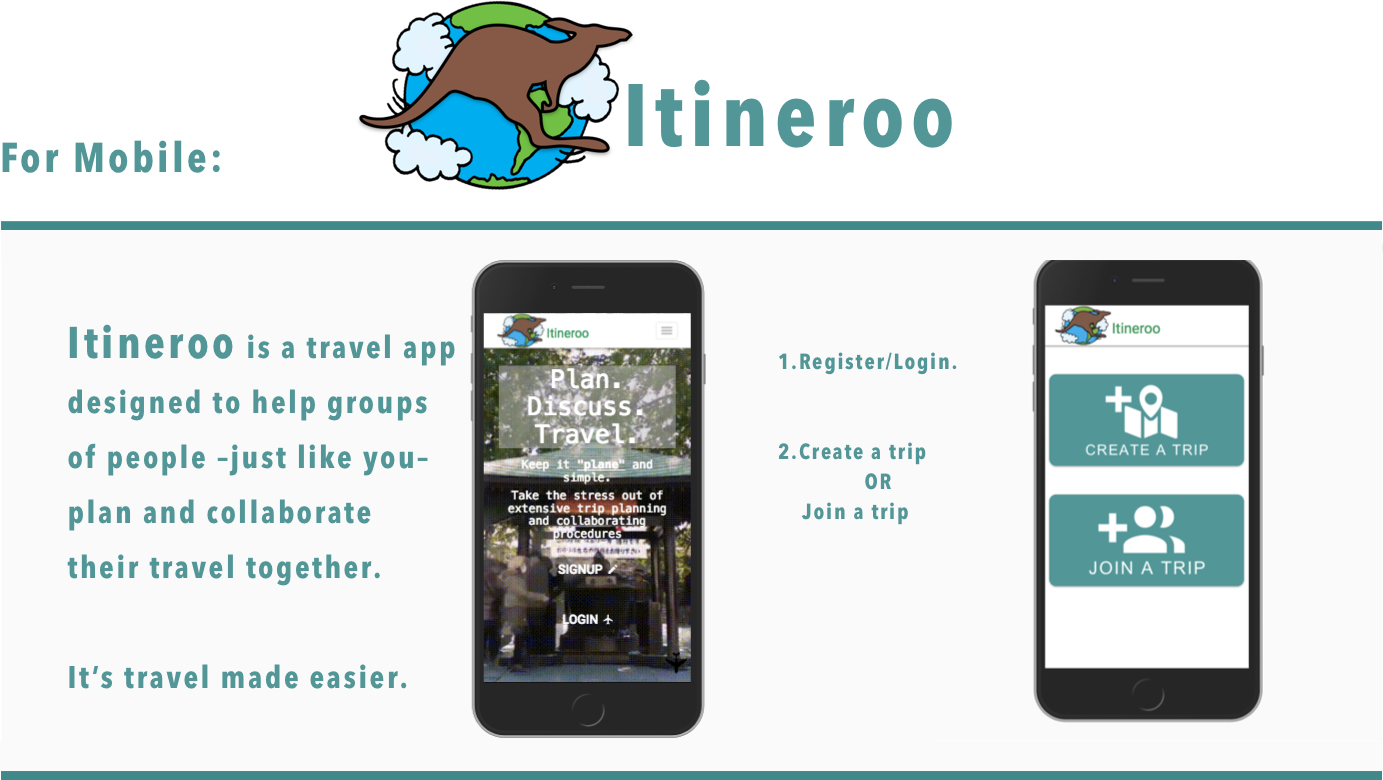 Itineroo
For Mobile:
Itineroo is a travel app
designed to help groups
of people –just like you–
plan and collaborate
their travel together.
It’s travel made easier.
Itineroo
Plan.
Discuss.
Travel.
Keep it "plane" and
simple.
Take the stress out of
extensive trip planning
and collaborating
procedures
SIGNUP
LOGIN
1.Register/Login.
2.Create a trip
OR
Join a trip
Itineroo
CREATE A TRIP
JOIN A TRIP